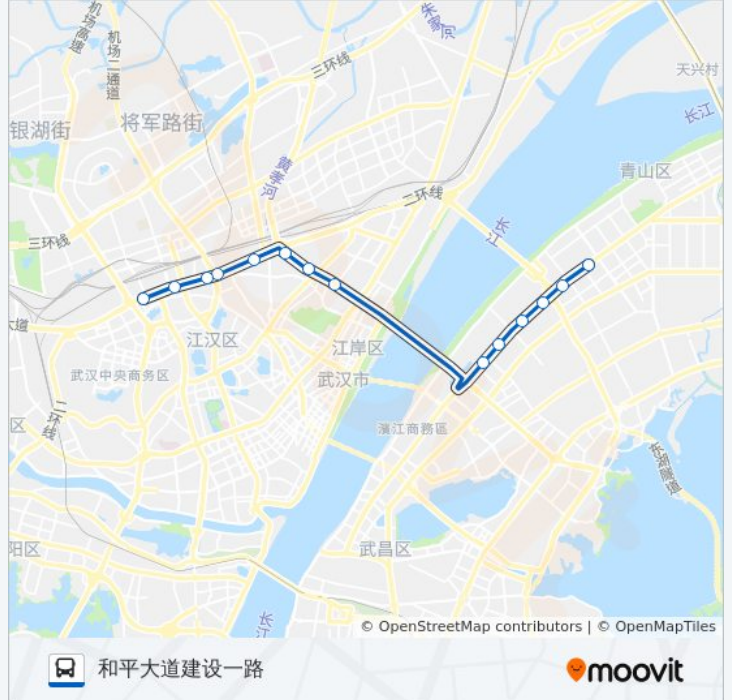 机场高速
机场二通道
朱家河
三环线
天兴村
长江
银湖街
将军路街
黄孝河
青山区
二环线
长江
三环线
大道
江汉区
江岸区
武汉中央商务区
武汉市
二环线
区
濱江商務區
东湖隧道
阳区
武昌区
长江
© OpenStreetMap contributors | © OpenMapTiles
和平大道建设一路
moovit